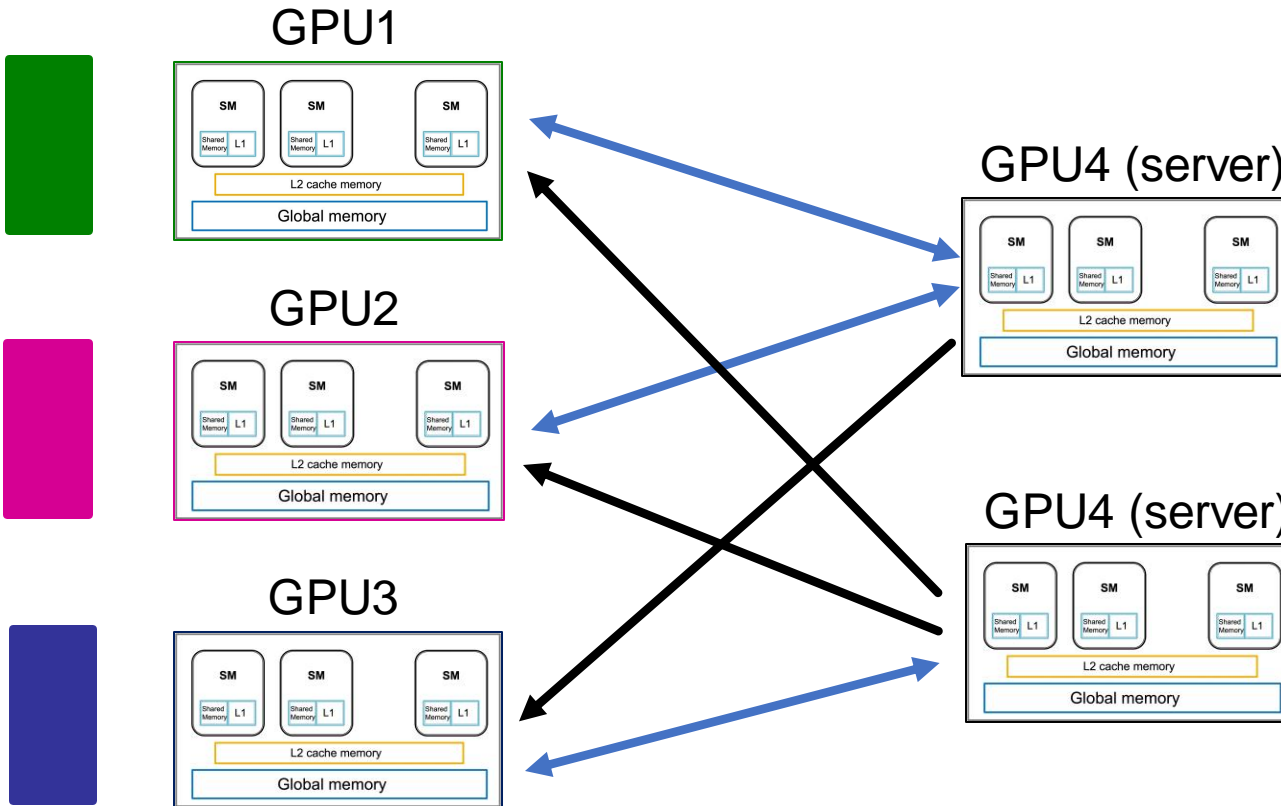 GPU1
SM SM SM
Shared Memory L1 Shared Memory L1 Shared Memory L1
L2 cache memory
Global memory
GPU2
SM SM SM
Shared Memory L1 Shared Memory L1 Shared Memory L1
L2 cache memory
Global memory
GPU3
SM SM SM
Shared Memory L1 Shared Memory L1 Shared Memory L1
L2 cache memory
Global memory
GPU4 (server)
SM SM SM
Shared Memory L1 Shared Memory L1 Shared Memory L1
L2 cache memory
Global memory
GPU4 (server)
SM SM SM
Shared Memory L1 Shared Memory L1 Shared Memory L1
L2 cache memory
Global memory